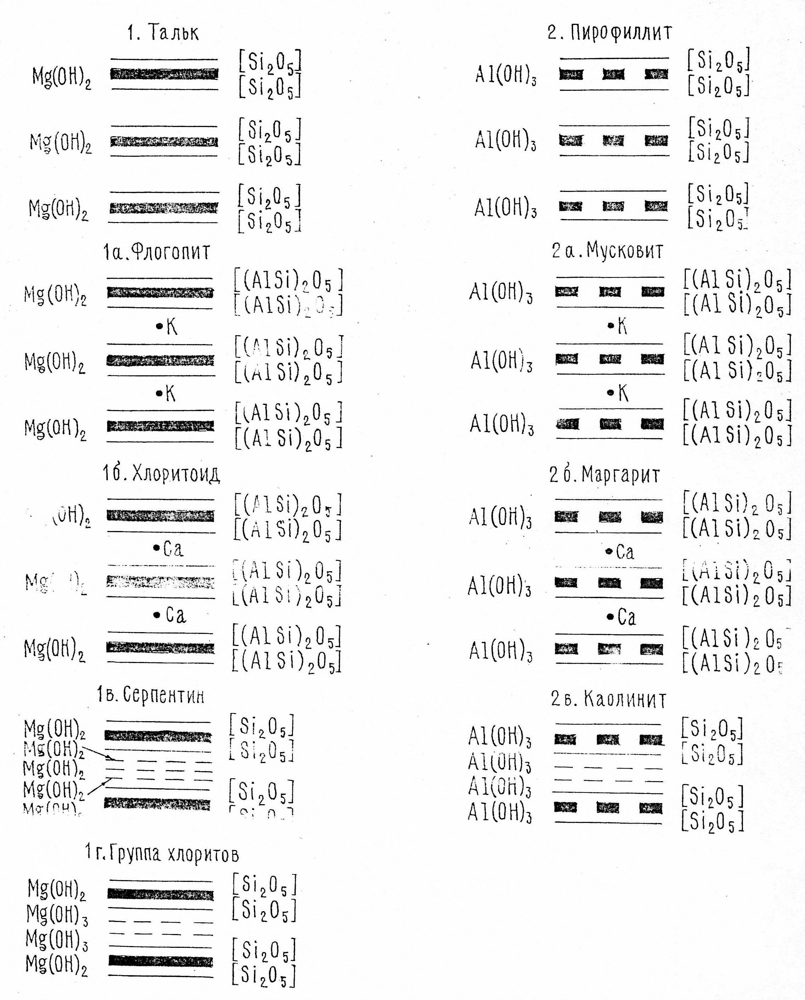 1. Тальк
Mg(OH)₂ [Si₂O₅]
[Si₂O₅]
Mg(OH)₂ [Si₂O₅]
[Si₂O₅]
Mg(OH)₂ [Si₂O₅]
[Si₂O₅]
1а. Флогопит
Mg(OH)₂ [(AlSi)₂O₅]
[(AlSi)₂O₅]
•K
Mg(OH)₂ [(AlSi)₂O₅]
[(AlSi)₂O₅]
•K
Mg(OH)₂ [(AlSi)₂O₅]
[(AlSi)₂O₅]
1б. Хлоритоид
(OH)₂ [(AlSi)₂O₅]
[(AlSi)₂O₅]
•Ca
[(AlSi)₂O₅]
[(AlSi)₂O₅]
•Ca
Mg(OH)₂ [(AlSi)₂O₅]
[(AlSi)₂O₅]
1в. Серпентин
Mg(OH)₂ [Si₂O₅]
Mg(OH)₂ [Si₂O₅]
Mg(OH)₂
Mg(OH)₂ [Si₂O₅]
Mg(OH)₂
1г. Группа хлоритов
Mg(OH)₂ [Si₂O₅]
Mg(OH)₃ [Si₂O₅]
Mg(OH)₃ [Si₂O₅]
Mg(OH)₂ [Si₂O₅]
2. Пирофиллит
Al(OH)₃ [Si₂O₅]
[Si₂O₅]
Al(OH)₃ [Si₂O₅]
[Si₂O₅]
Al(OH)₃ [Si₂O₅]
[Si₂O₅]
2а. Мусковит
Al(OH)₃ [(AlSi)₂O₅]
[(AlSi)₂O₅]
•K
Al(OH)₃ [(AlSi)₂O₅]
[(AlSi)₂O₅]
•K
Al(OH)₃ [(AlSi)₂O₅]
[(AlSi)₂O₅]
2б. Маргарит
Al(OH)₃ [(AlSi)₂O₅]
[(AlSi)₂O₅]
•Ca
Al(OH)₃ [(AlSi)₂O₅]
[(AlSi)₂O₅]
•Ca
Al(OH)₃ [(AlSi)₂O₅
[(AlSi)₂O₅
2в. Каолинит
Al(OH)₃ [Si₂O₅]
Al(OH)₃ [Si₂O₅]
Al(OH)₃ [Si₂O₅]
Al(OH)₃ [Si₂O₅]